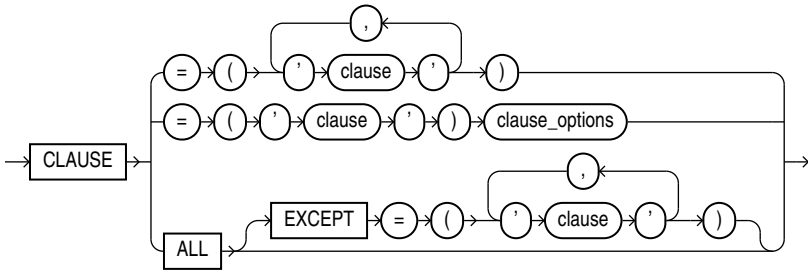 ,
= ( ’ clause ’ )
= ( ’ clause ’ ) clause_options
CLAUSE
,
EXCEPT = ( ’ clause ’ )
ALL